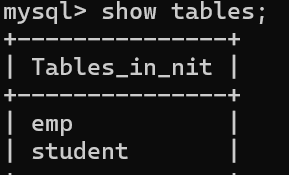 mysql> show tables;
+---------------+
| Tables_in_nit |
+---------------+
| emp           |
| student       |